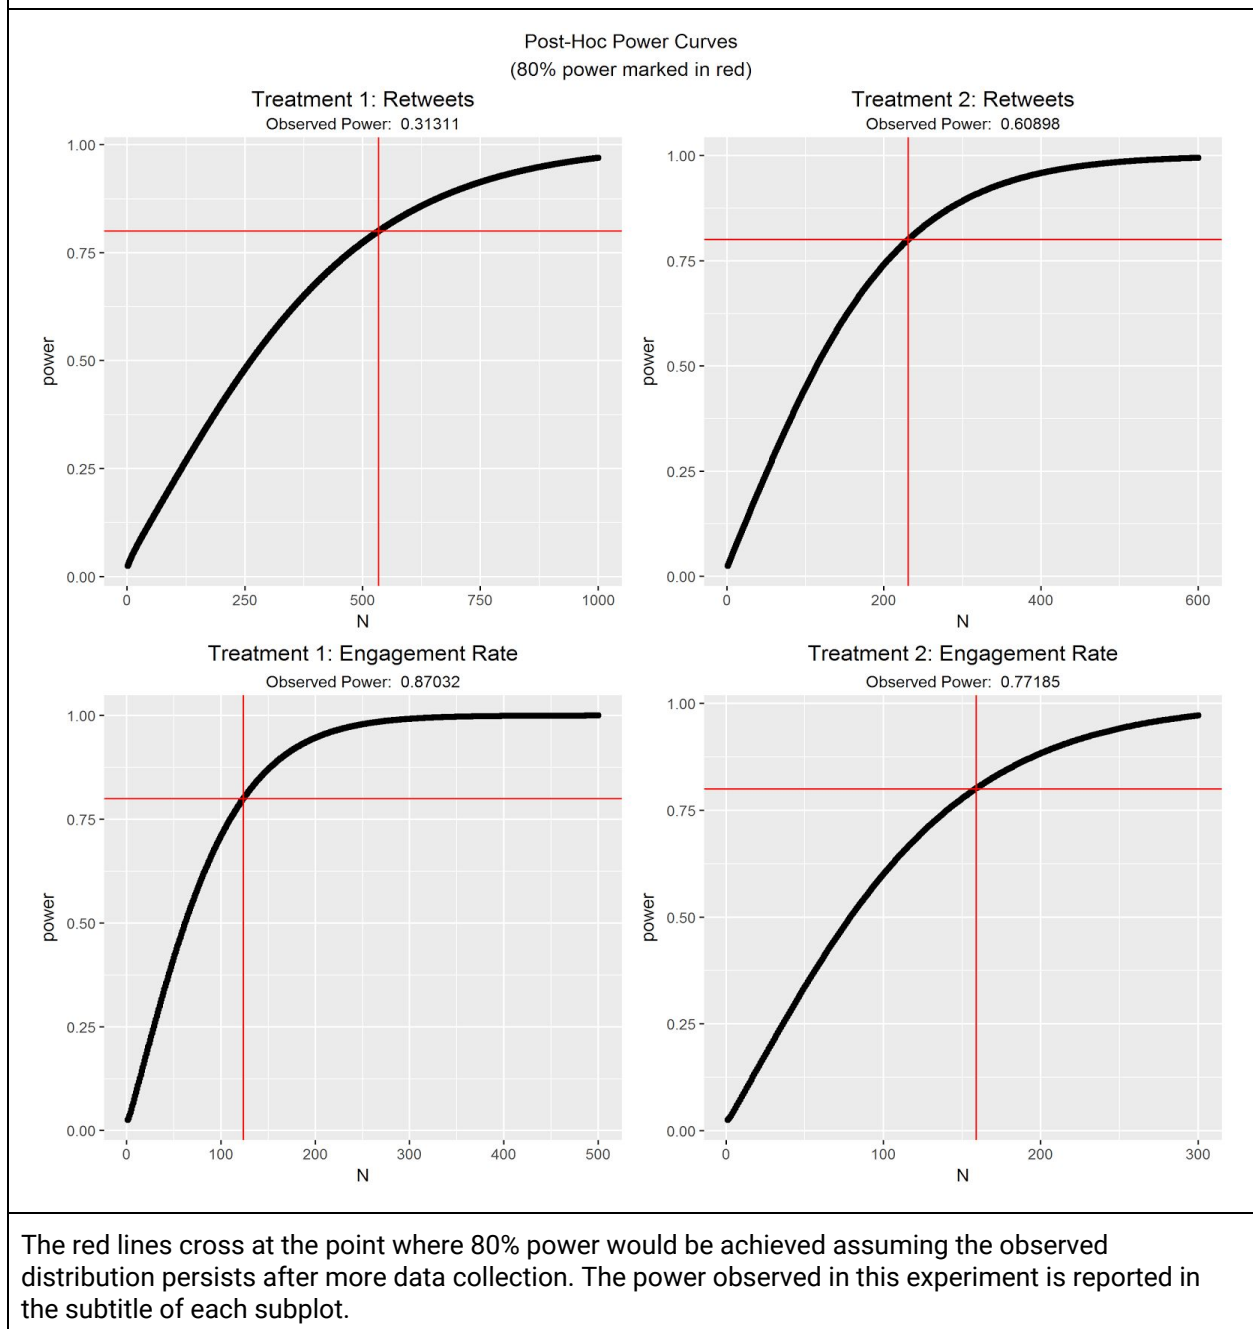 Post-Hoc Power Curves
(80% power marked in red)
Treatment 1: Retweets
Observed Power: 0.31311
1.00
0.75
0.50
0.25
0.00
power
0
250
500
750
1000
N
Treatment 2: Retweets
Observed Power: 0.60898
1.00
0.75
0.50
0.25
0.00
power
0
200
400
600
N
Treatment 1: Engagement Rate
Observed Power: 0.87032
1.00
0.75
0.50
0.25
0.00
power
0
100
200
300
400
500
N
Treatment 2: Engagement Rate
Observed Power: 0.77185
1.00
0.75
0.50
0.25
0.00
power
0
100
200
300
N
The red lines cross at the point where 80% power would be achieved assuming the observed
distribution persists after more data collection. The power observed in this experiment is reported in
the subtitle of each subplot.